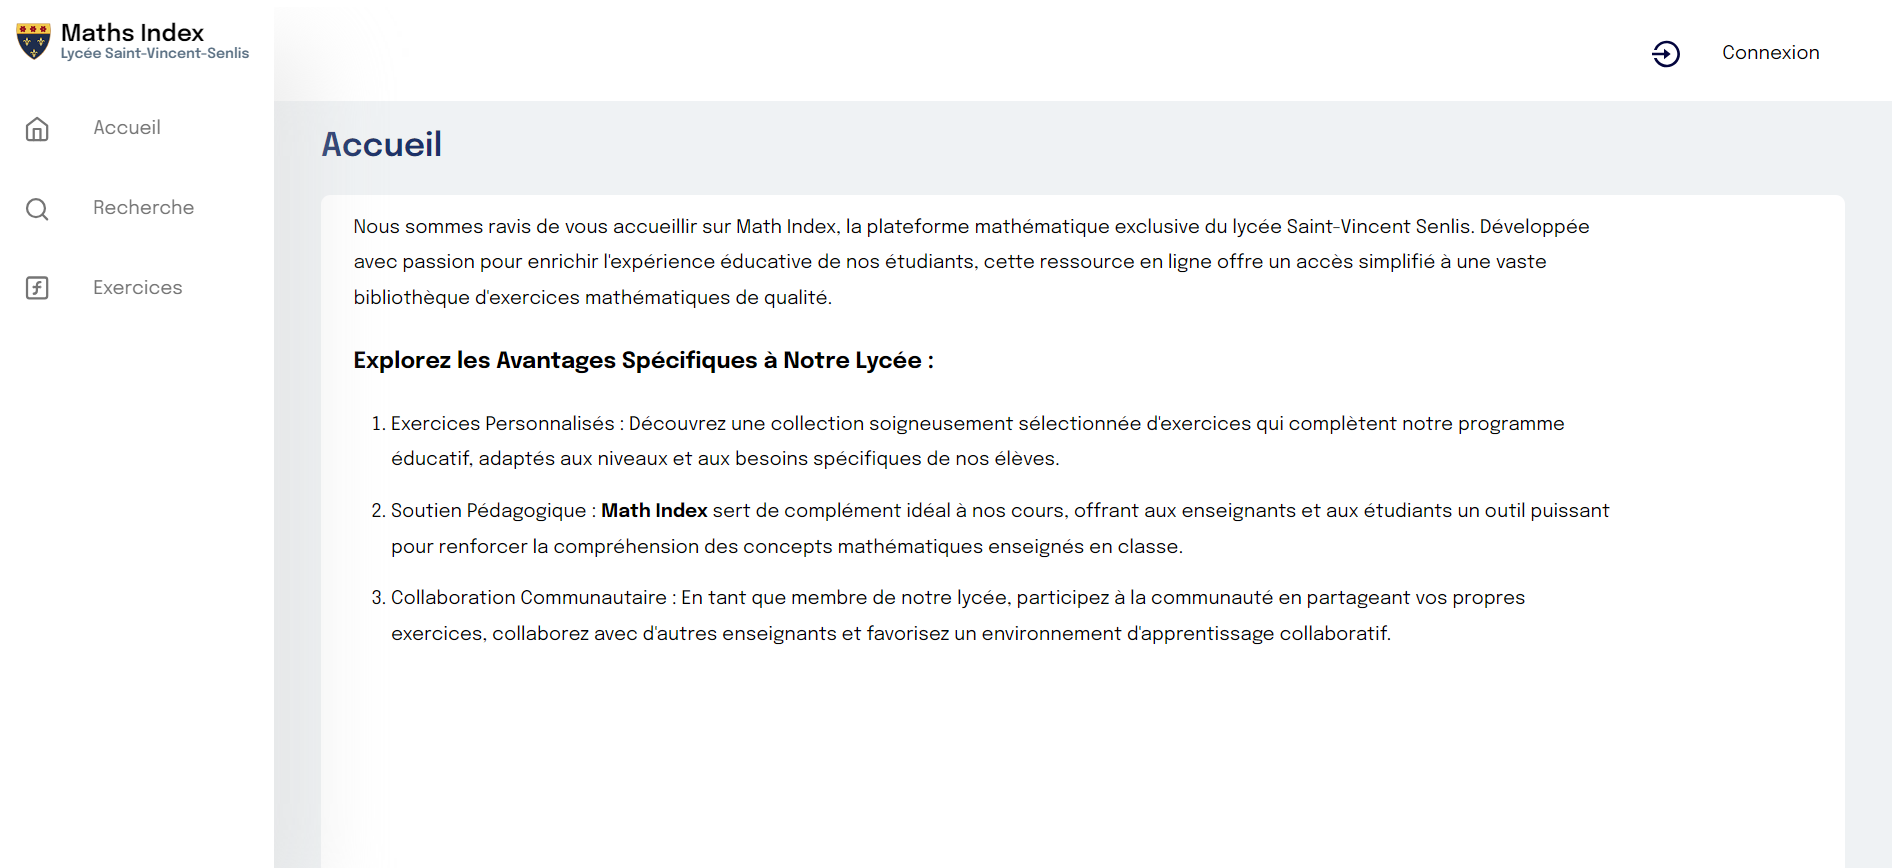 Maths Index
Lycée Saint-Vincent-Senlis
Connexion
Accueil
Recherche
Exercices
Accueil
Nous sommes ravis de vous accueillir sur Math Index, la plateforme mathématique exclusive du lycée Saint-Vincent Senlis. Développée
avec passion pour enrichir l'expérience éducative de nos étudiants, cette ressource en ligne offre un accès simplifié à une vaste
bibliothèque d'exercices mathématiques de qualité.
Explorez les Avantages Spécifiques à Notre Lycée :
1. Exercices Personnalisés : Découvrez une collection soigneusement sélectionnée d'exercices qui complètent notre programme
éducatif, adaptés aux niveaux et aux besoins spécifiques de nos élèves.
2. Soutien Pédagogique : Math Index sert de complément idéal à nos cours, offrant aux enseignants et aux étudiants un outil puissant
pour renforcer la compréhension des concepts mathématiques enseignés en classe.
3. Collaboration Communautaire : En tant que membre de notre lycée, participez à la communauté en partageant vos propres
exercices, collaborez avec d'autres enseignants et favorisez un environnement d'apprentissage collaboratif.